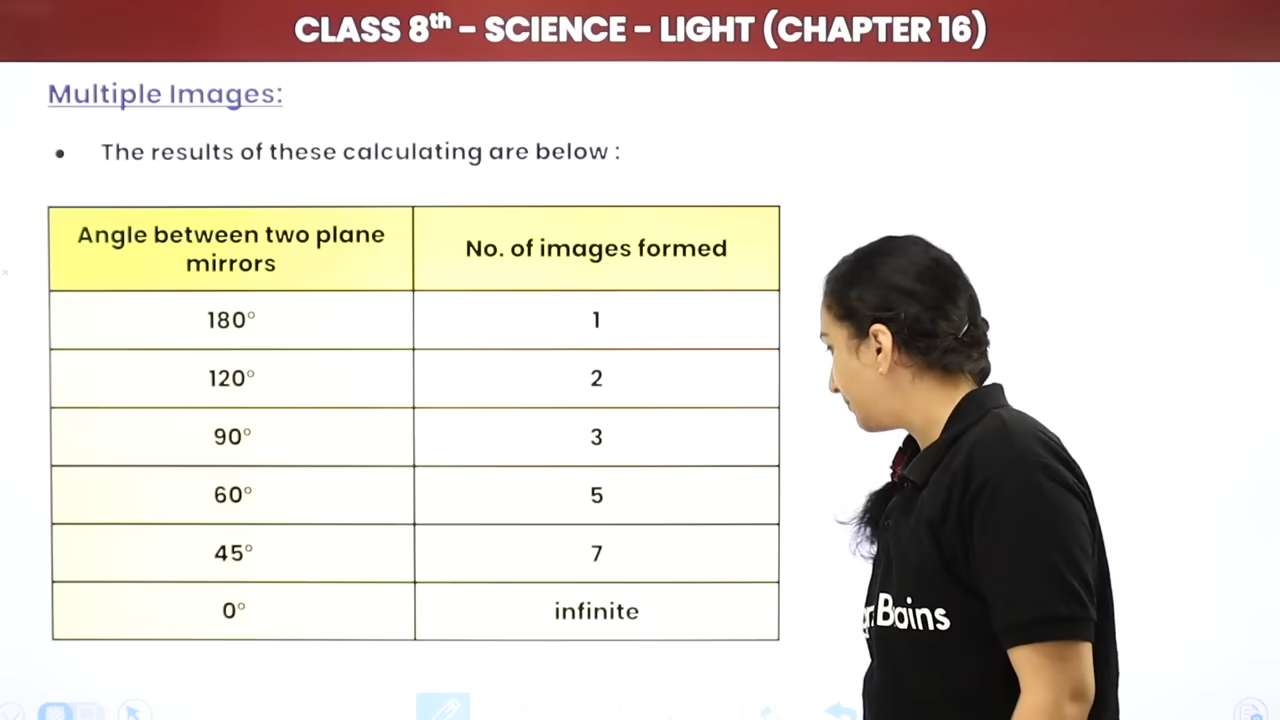 CLASS 8th – SCIENCE – LIGHT (CHAPTER 16)
Multiple Images:
• The results of these calculating are below :
Angle between two plane
mirrors
No. of images formed
180° 1
120° 2
90° 3
60° 5
45° 7
0° infinite
Brains